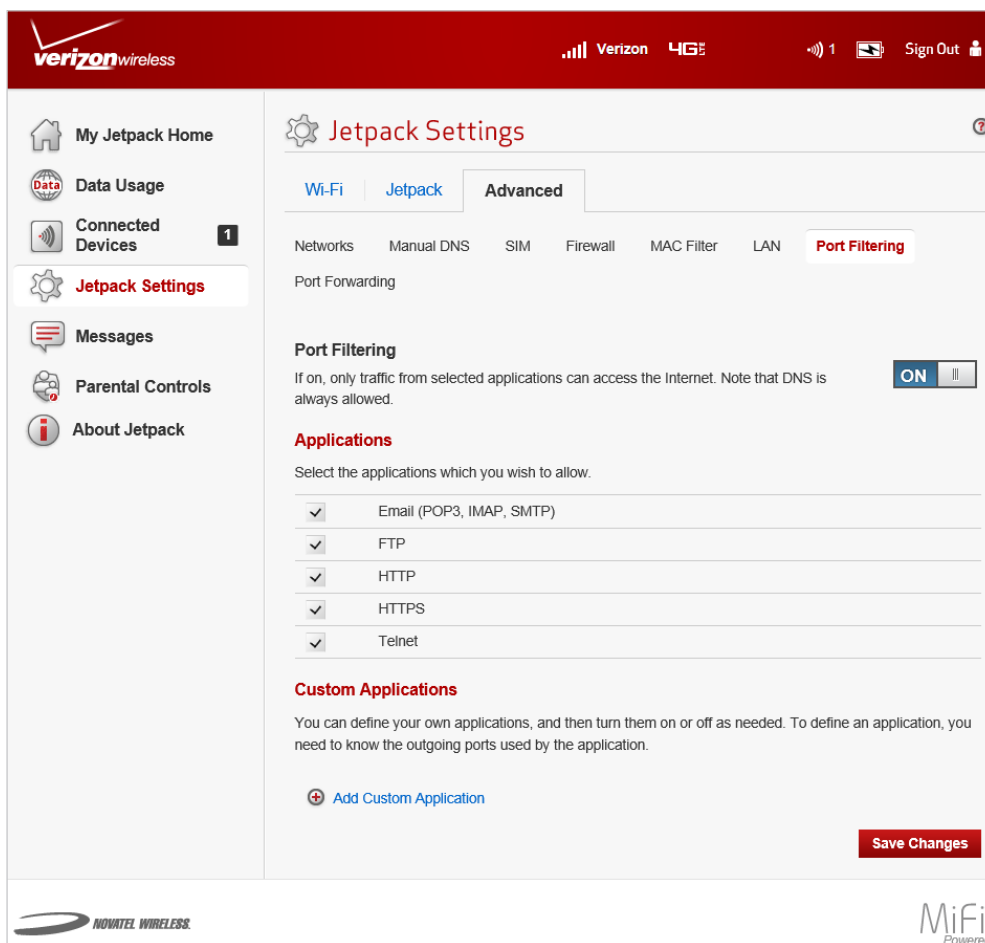 verizonwireless
Verizon 4G LTE
1
Sign Out
My Jetpack Home
Data
Data Usage
Connected
Devices
1
Jetpack Settings
Messages
Parental Controls
i
About Jetpack
Jetpack Settings
?
Wi-Fi Jetpack Advanced
Networks Manual DNS SIM Firewall MAC Filter LAN Port Filtering
Port Forwarding
Port Filtering
If on, only traffic from selected applications can access the Internet. Note that DNS is
always allowed.
ON
Applications
Select the applications which you wish to allow.
Email (POP3, IMAP, SMTP)
FTP
HTTP
HTTPS
Telnet
Custom Applications
You can define your own applications, and then turn them on or off as needed. To define an application, you
need to know the outgoing ports used by the application.
Add Custom Application
Save Changes
NOVATEL WIRELESS.
MiFi
Powere